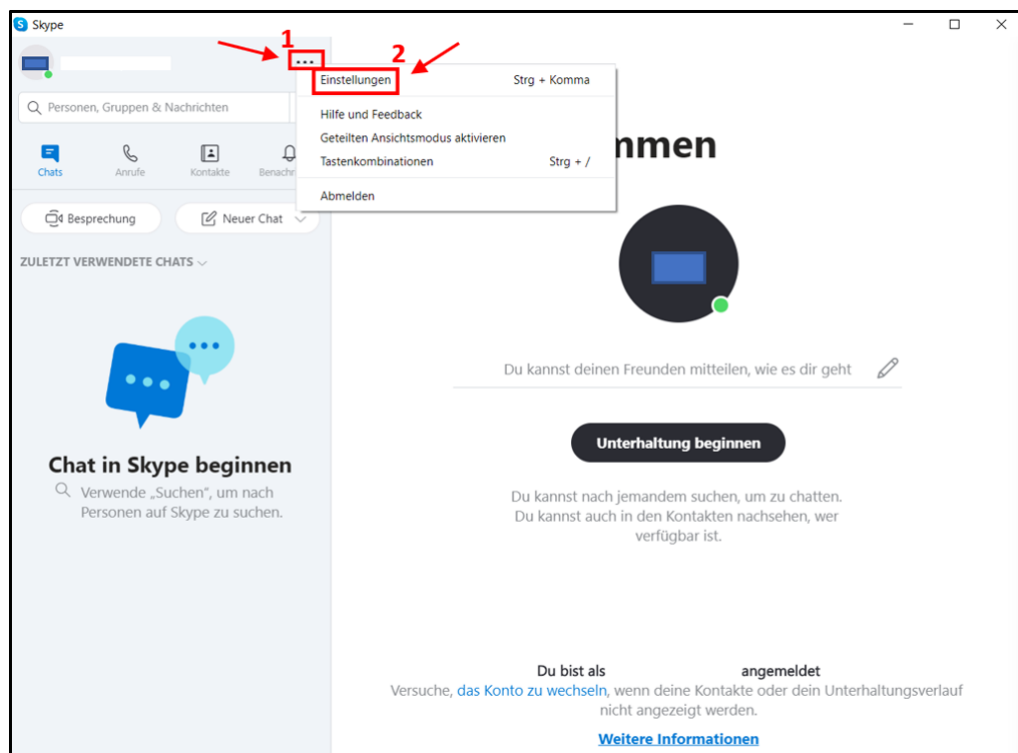 Skype
1
2
...
Einstellungen Strg + Komma
Hilfe und Feedback
Geteilten Ansichtsmodus aktivieren
Tastenkombinationen Strg + /
Abmelden
Personen, Gruppen & Nachrichten
Chats Anrufe Kontakte
Besprechung Neuer Chat
ZULETZT VERWENDETE CHATS
Chat in Skype beginnen
Verwende „Suchen", um nach
Personen auf Skype zu suchen.
Du kannst deinen Freunden mitteilen, wie es dir geht
Unterhaltung beginnen
Du kannst nach jemandem suchen, um zu chatten.
Du kannst auch in den Kontakten nachsehen, wer
verfügbar ist.
Du bist als angemeldet
Versuche, das Konto zu wechseln, wenn deine Kontakte oder dein Unterhaltungsverlauf
nicht angezeigt werden.
Weitere Informationen